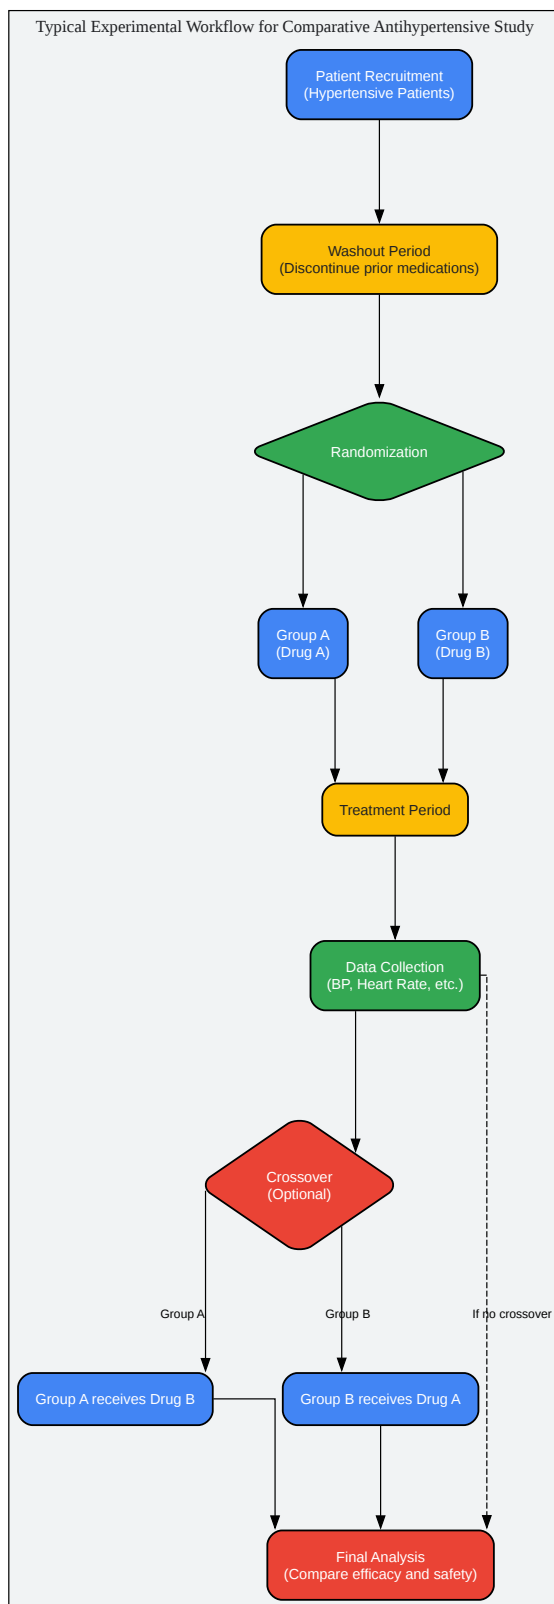 Typical Experimental Workflow for Comparative Antihypertensive Study
Patient Recruitment
(Hypertensive Patients)
Washout Period
(Discontinue prior medications)
Randomization
Group A
(Drug A)
Group B
(Drug B)
Treatment Period
Data Collection
(BP, Heart Rate, etc.)
Crossover
(Optional)
Group A
Group B
If no crossover
Group A receives Drug B
Group B receives Drug A
Final Analysis
(Compare efficacy and safety)